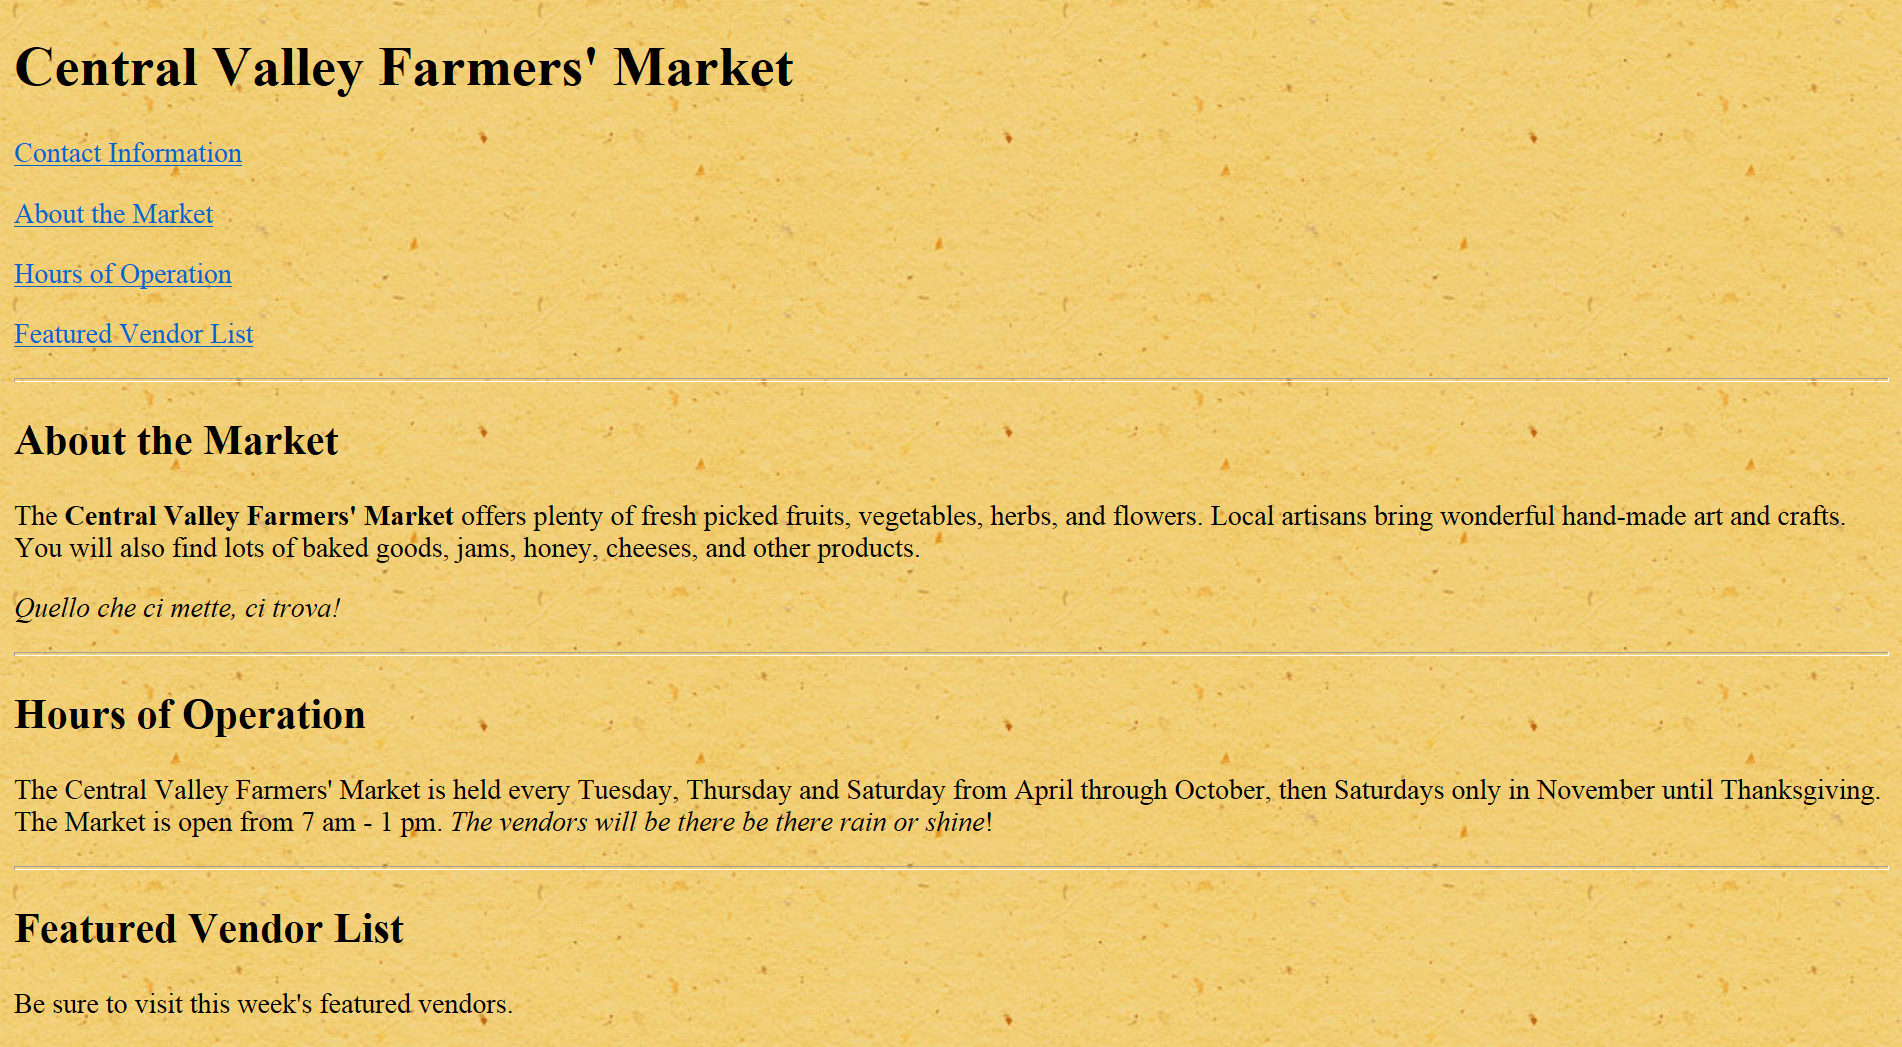 Central Valley Farmers' Market
Contact Information
About the Market
Hours of Operation
Featured Vendor List
About the Market
The Central Valley Farmers' Market offers plenty of fresh picked fruits, vegetables, herbs, and flowers. Local artisans bring wonderful hand-made art and crafts.
You will also find lots of baked goods, jams, honey, cheeses, and other products.
Quello che ci mette, ci trova!
Hours of Operation
The Central Valley Farmers' Market is held every Tuesday, Thursday and Saturday from April through October, then Saturdays only in November until Thanksgiving.
The Market is open from 7 am - 1 pm. The vendors will be there be there rain or shine!
Featured Vendor List
Be sure to visit this week's featured vendors.